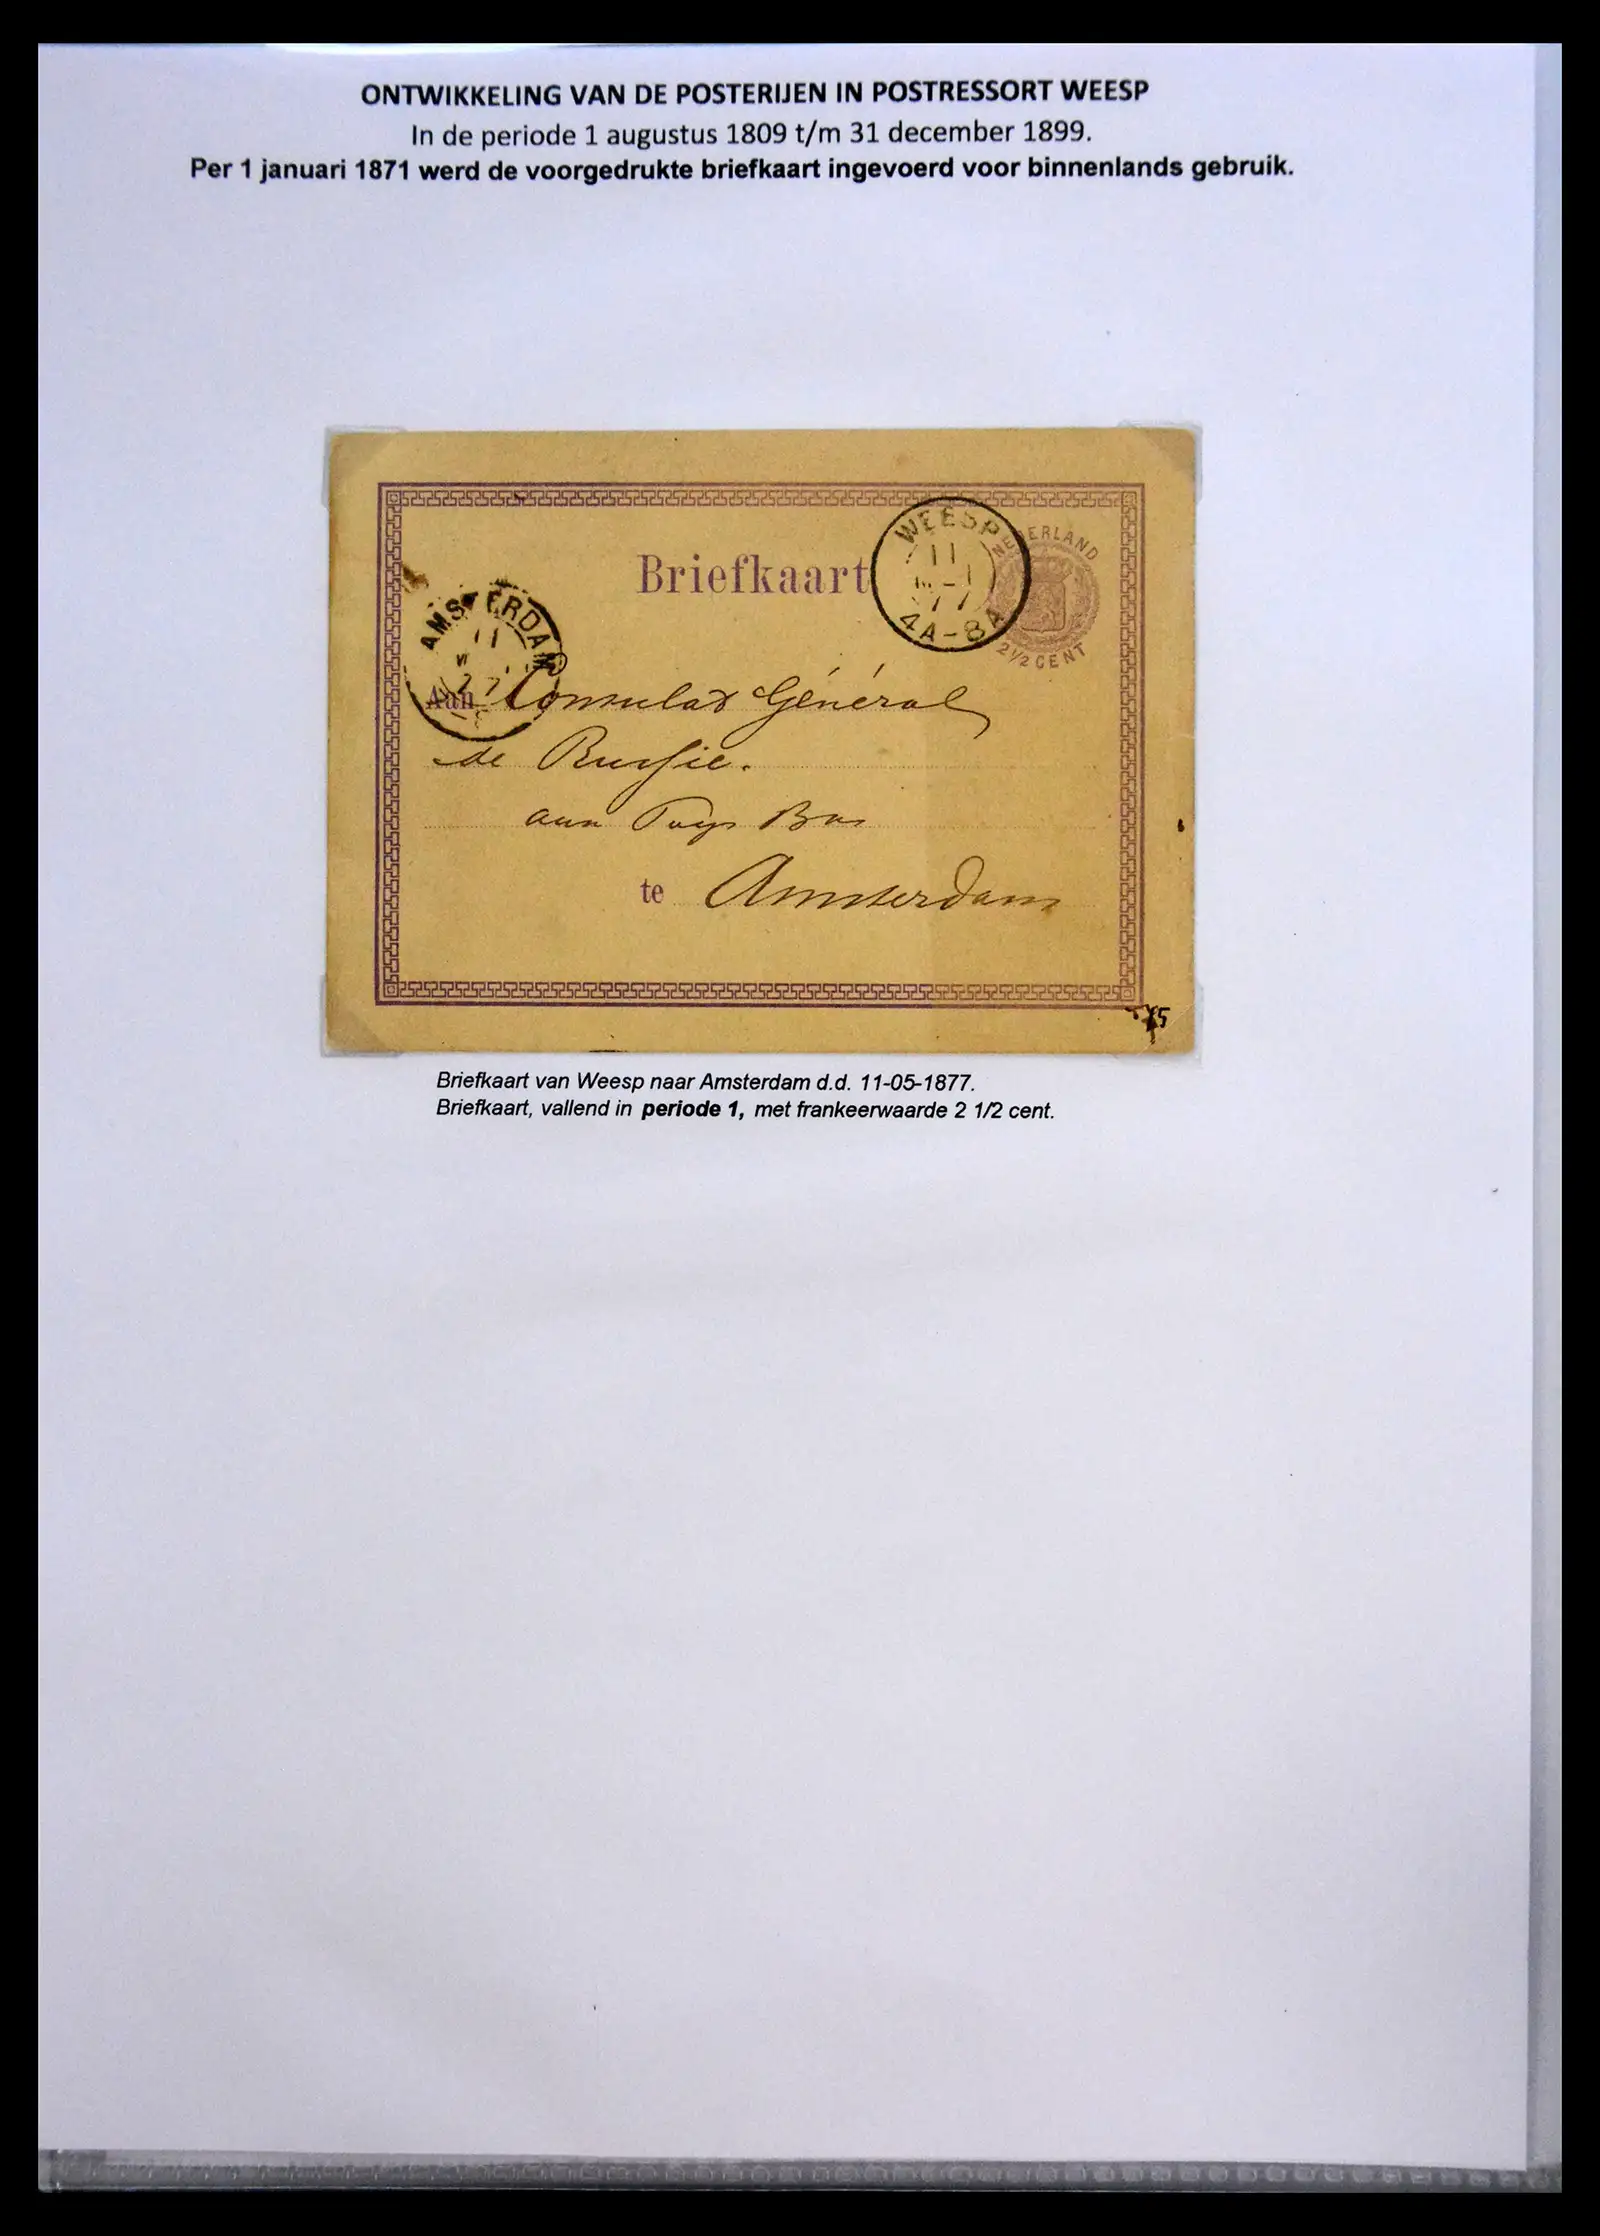 ONTWIKKELING VAN DE POSTERIJEN IN POSTRESSORT WEESP
In de periode 1 augustus 1809 t/m 31 december 1899.
Per 1 januari 1871 werd de voorgedrukte briefkaart ingevoerd voor binnenlands gebruik.
WEESP
11
77
4A-8A
NEDERLAND
2½ CENT
Briefkaart
AMSTERDAM
11
77
Aan Consulat Général
de Russie.
aux Pays Bas
te Amsterdam
75
Briefkaart van Weesp naar Amsterdam d.d. 11-05-1877.
Briefkaart, vallend in periode 1, met frankeerwaarde 2 1/2 cent.